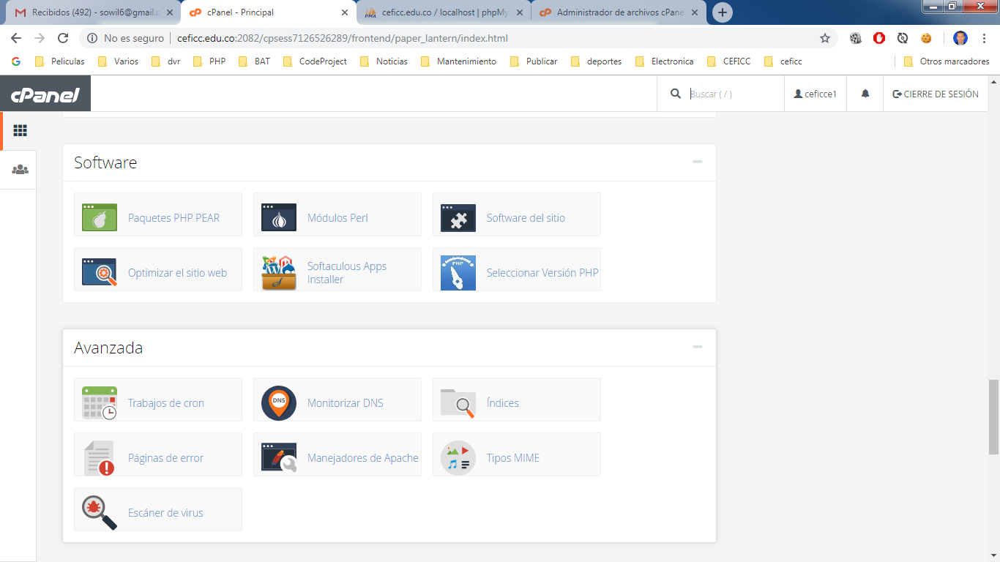 Recibidos (492) - sowil6@gmail.c
cPanel - Principal
PMA
ceficc.edu.co / localhost | phpMy
Administrador de archivos cPane
No es seguro
ceficc.edu.co:2082/cpsess7126526289/frontend/paper_lantern/index.html
Peliculas
Varios
dvr
PHP
BAT
CodeProject
Noticias
Mantenimiento
Publicar
deportes
Electronica
CEFICC
ceficc
Otros marcadores
cPanel
Buscar ( / )
ceficce1
CIERRE DE SESIÓN
Software
Paquetes PHP PEAR
Módulos Perl
Software del sitio
Optimizar el sitio web
Softaculous Apps
Installer
PHP
Seleccionar Versión PHP
Avanzada
Trabajos de cron
DNS
Monitorizar DNS
Índices
Páginas de error
Manejadores de Apache
Tipos MIME
Escáner de virus